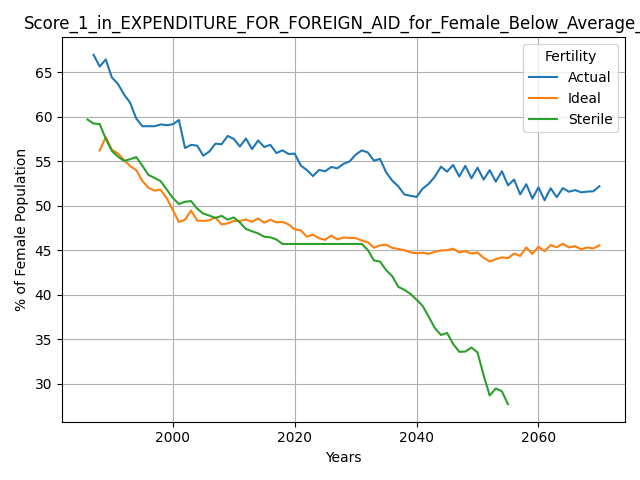 Score_1_in_EXPENDITURE_FOR_FOREIGN_AID_for_Female_Below_Average_
Fertility
Actual
Ideal
Sterile
% of Female Population
65
60
55
50
45
40
35
30
2000
2020
2040
2060
Years